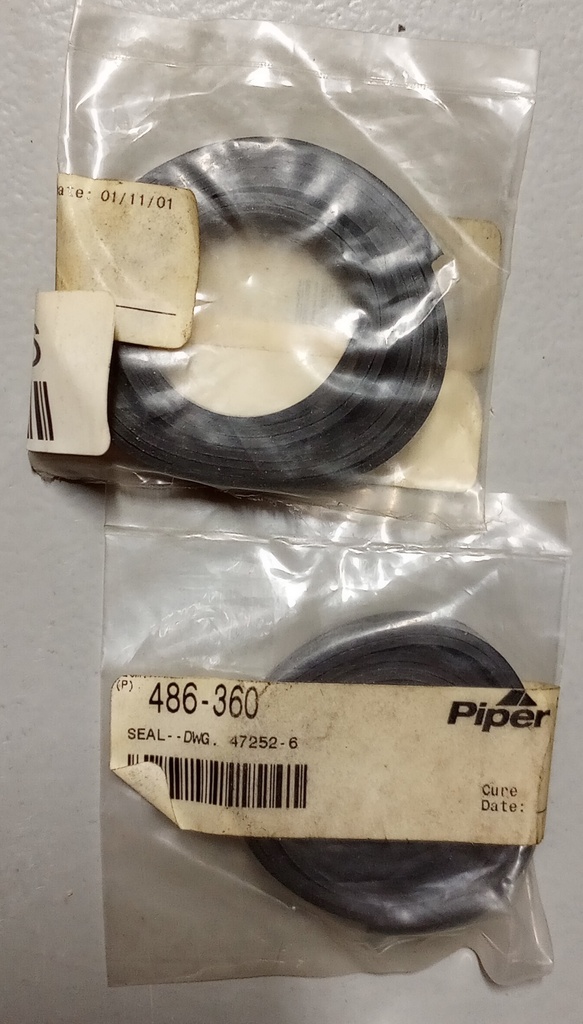 ate: 01/11/01
S
(P) 486-360
Piper
SEAL--DWG. 47252-6
Cure
Date: